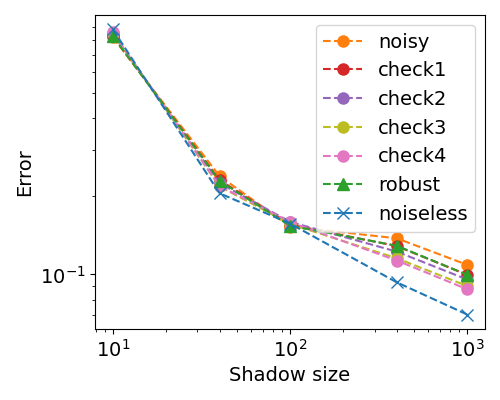 noisy
check1
check2
check3
check4
robust
noiseless
Error
10⁻¹
10¹
10²
10³
Shadow size